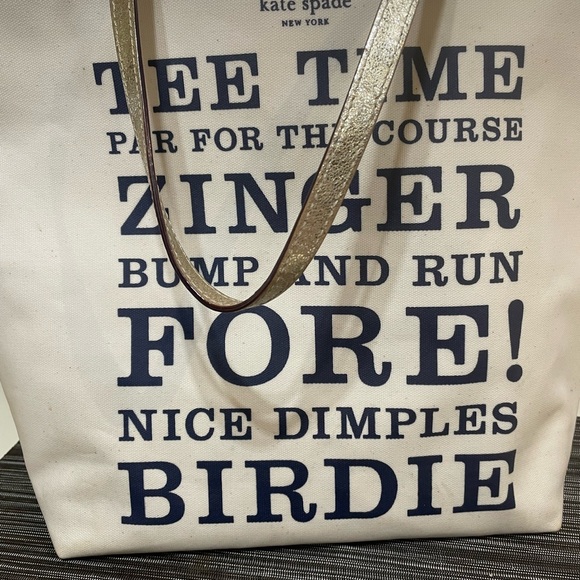 kate spade
NEW YORK
TEE TIME
PAR FOR THE COURSE
ZINGER
BUMP AND RUN
FORE!
NICE DIMPLES
BIRDIE